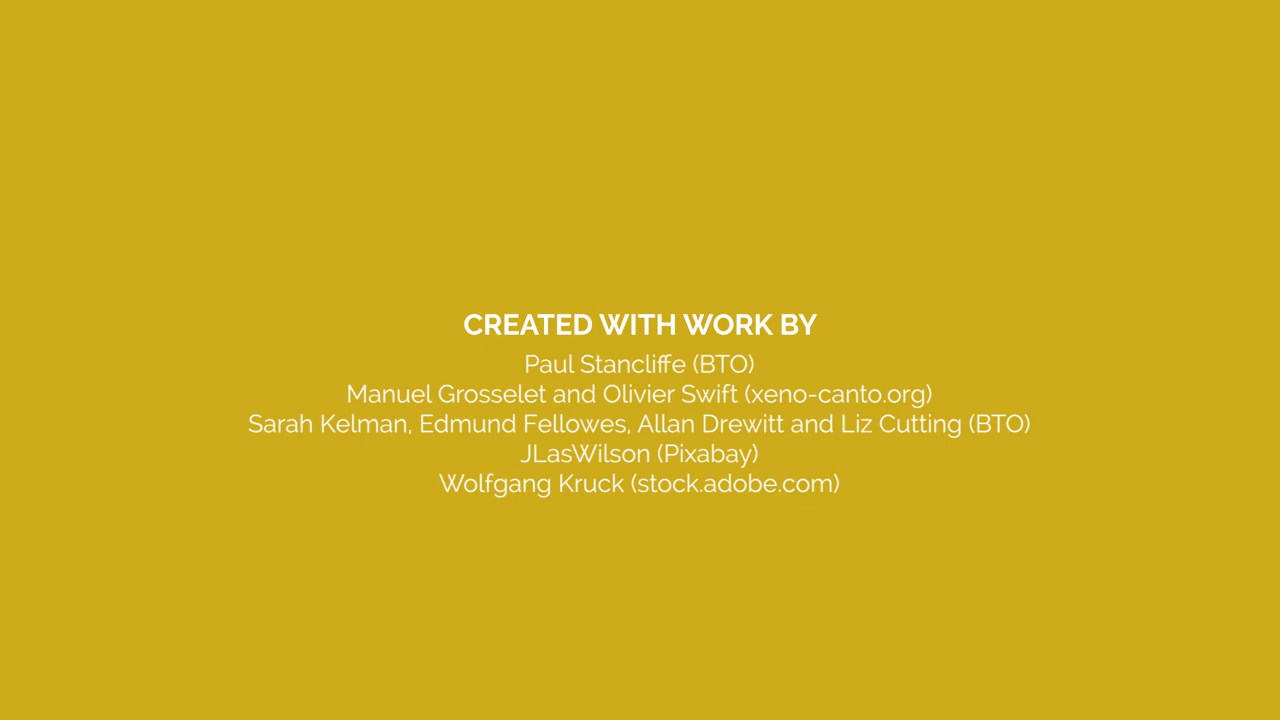 CREATED WITH WORK BY
Paul Stancliffe (BTO)
Manuel Grosselet and Olivier Swift (xeno-canto.org)
Sarah Kelman, Edmund Fellowes, Allan Drewitt and Liz Cutting (BTO)
JLasWilson (Pixabay)
Wolfgang Kruck (stock.adobe.com)